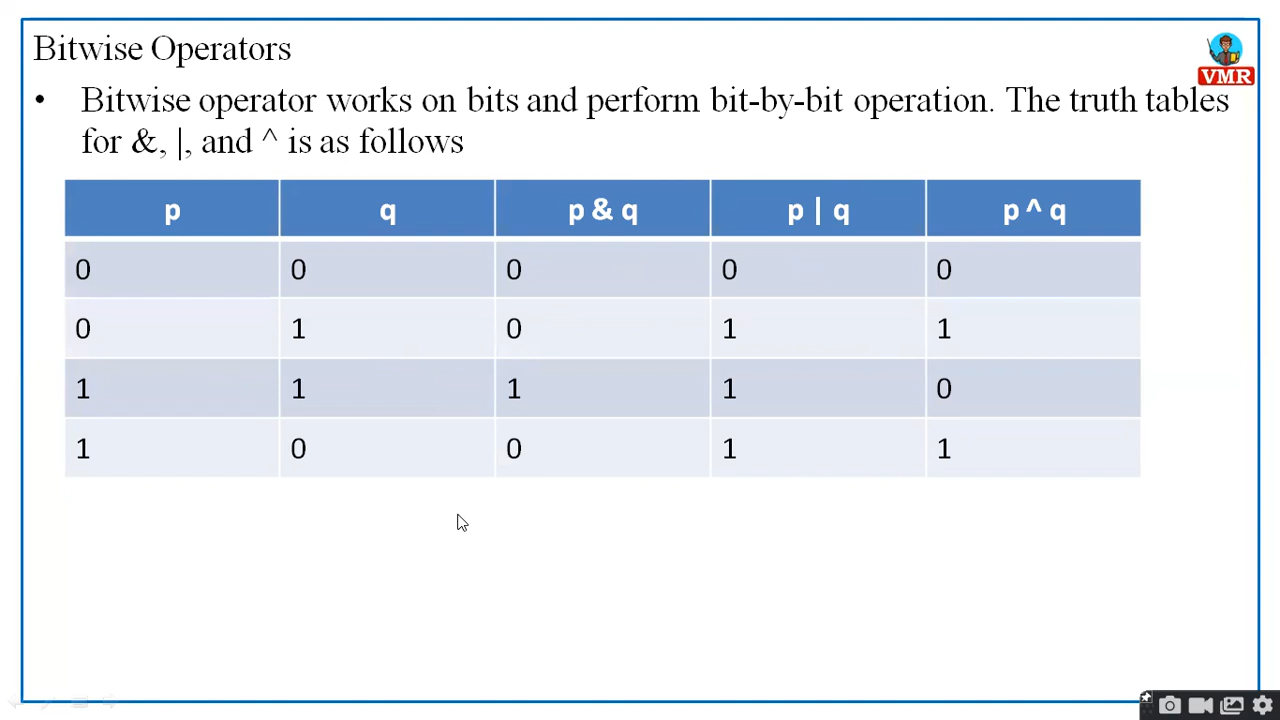 Bitwise Operators
VMR
• Bitwise operator works on bits and perform bit-by-bit operation. The truth tables
for &, |, and ^ is as follows
p q p & q p | q p ^ q
0 0 0 0 0
0 1 0 1 1
1 1 1 1 0
1 0 0 1 1